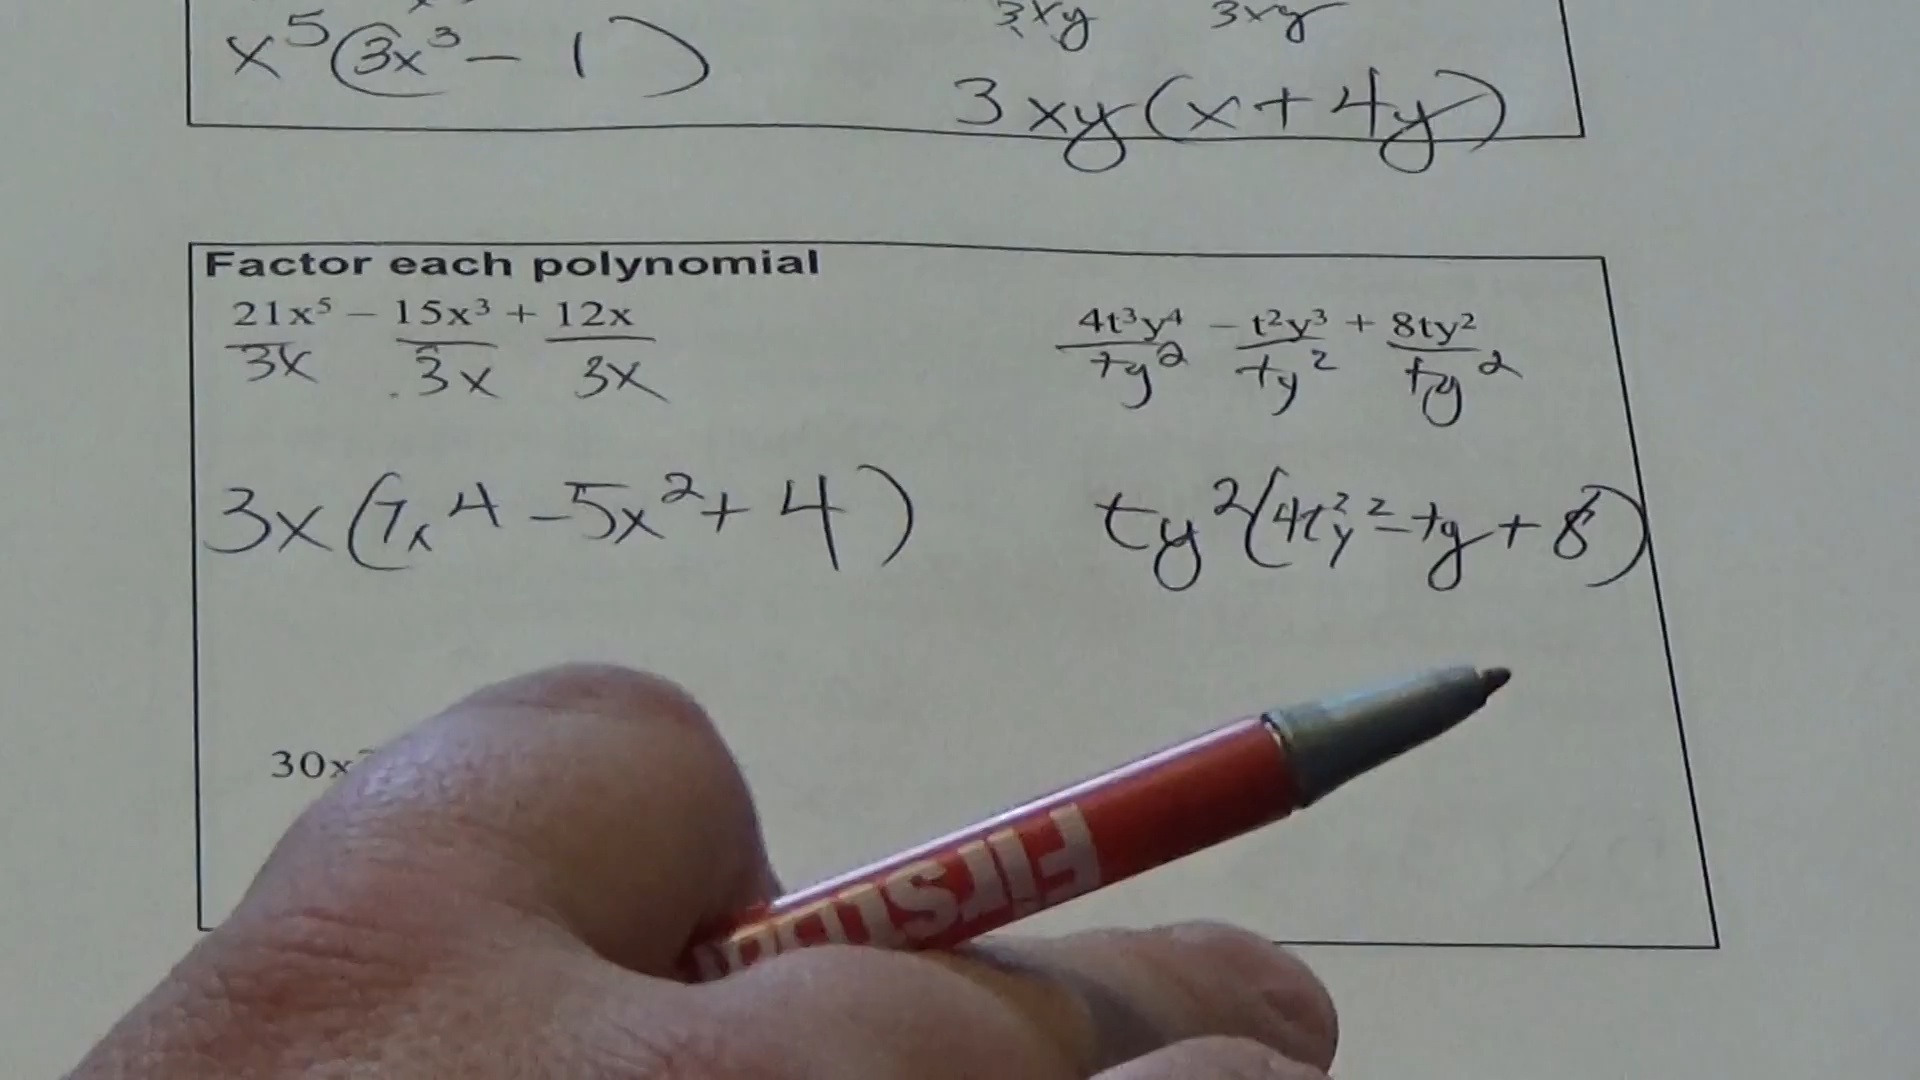 3xy 3xy
x⁵(3x³ - 1)
3xy(x + 4y)
Factor each polynomial
21x⁵ – 15x³ + 12x
3x 3x 3x
3x(7x⁴ - 5x² + 4)
4t³y⁴ – t²y³ + 8ty²
ty² ty² ty²
ty²(4t²y² - ty + 8)
30x
First